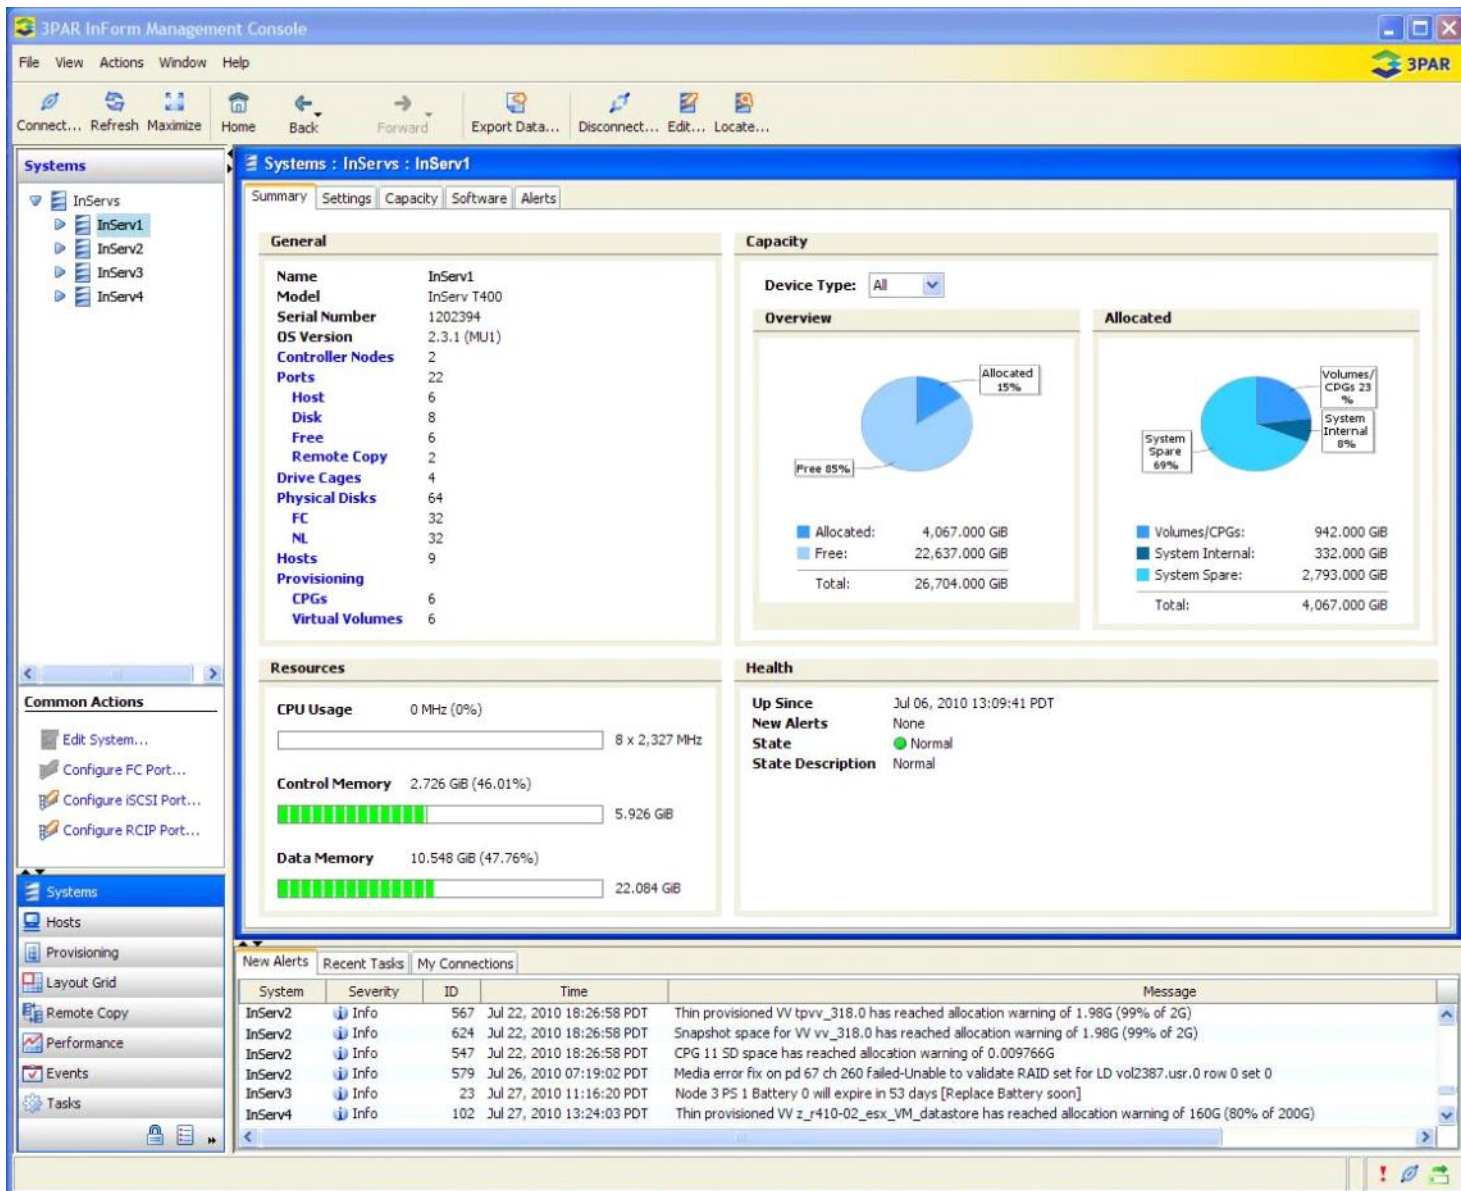 3PAR InForm Management Console
File View Actions Window Help
3PAR
Connect... Refresh Maximize Home Back Forward Export Data... Disconnect... Edit... Locate...
Systems
InServs
InServ1
InServ2
InServ3
InServ4
Common Actions
Edit System...
Configure FC Port...
Configure iSCSI Port...
Configure RCIP Port...
Systems
Hosts
Provisioning
Layout Grid
Remote Copy
Performance
Events
Tasks
Systems : InServs : InServ1
Summary Settings Capacity Software Alerts
General
Name InServ1
Model InServ T400
Serial Number 1202394
OS Version 2.3.1 (MU1)
Controller Nodes 2
Ports 22
Host 6
Disk 8
Free 6
Remote Copy 2
Drive Cages 4
Physical Disks 64
FC 32
NL 32
Hosts 9
Provisioning
CPGs 6
Virtual Volumes 6
Capacity
Device Type: All
Overview
Allocated
15%
Free 85%
Allocated: 4,067.000 GiB
Free: 22,637.000 GiB
Total: 26,704.000 GiB
Allocated
Volumes/
CPGs 23
%
System
Internal
8%
System
Spare
69%
Volumes/CPGs: 942.000 GiB
System Internal: 332.000 GiB
System Spare: 2,793.000 GiB
Total: 4,067.000 GiB
Resources
CPU Usage 0 MHz (0%)
8 x 2,327 MHz
Control Memory 2.726 GiB (46.01%)
5.926 GiB
Data Memory 10.548 GiB (47.76%)
22.084 GiB
Health
Up Since Jul 06, 2010 13:09:41 PDT
New Alerts None
State Normal
State Description Normal
New Alerts Recent Tasks My Connections
System Severity ID Time Message
InServ2 Info 567 Jul 22, 2010 18:26:58 PDT Thin provisioned VV tpvv_318.0 has reached allocation warning of 1.98G (99% of 2G)
InServ2 Info 624 Jul 22, 2010 18:26:58 PDT Snapshot space for VV vv_318.0 has reached allocation warning of 1.98G (99% of 2G)
InServ2 Info 547 Jul 22, 2010 18:26:58 PDT CPG 11 SD space has reached allocation warning of 0.009766G
InServ2 Info 579 Jul 26, 2010 07:19:02 PDT Media error fix on pd 67 ch 260 failed-Unable to validate RAID set for LD vol2387.usr.0 row 0 set 0
InServ3 Info 23 Jul 27, 2010 11:16:20 PDT Node 3 PS 1 Battery 0 will expire in 53 days [Replace Battery soon]
InServ4 Info 102 Jul 27, 2010 13:24:03 PDT Thin provisioned VV z_r410-02_esx_VM_datastore has reached allocation warning of 160G (80% of 200G)